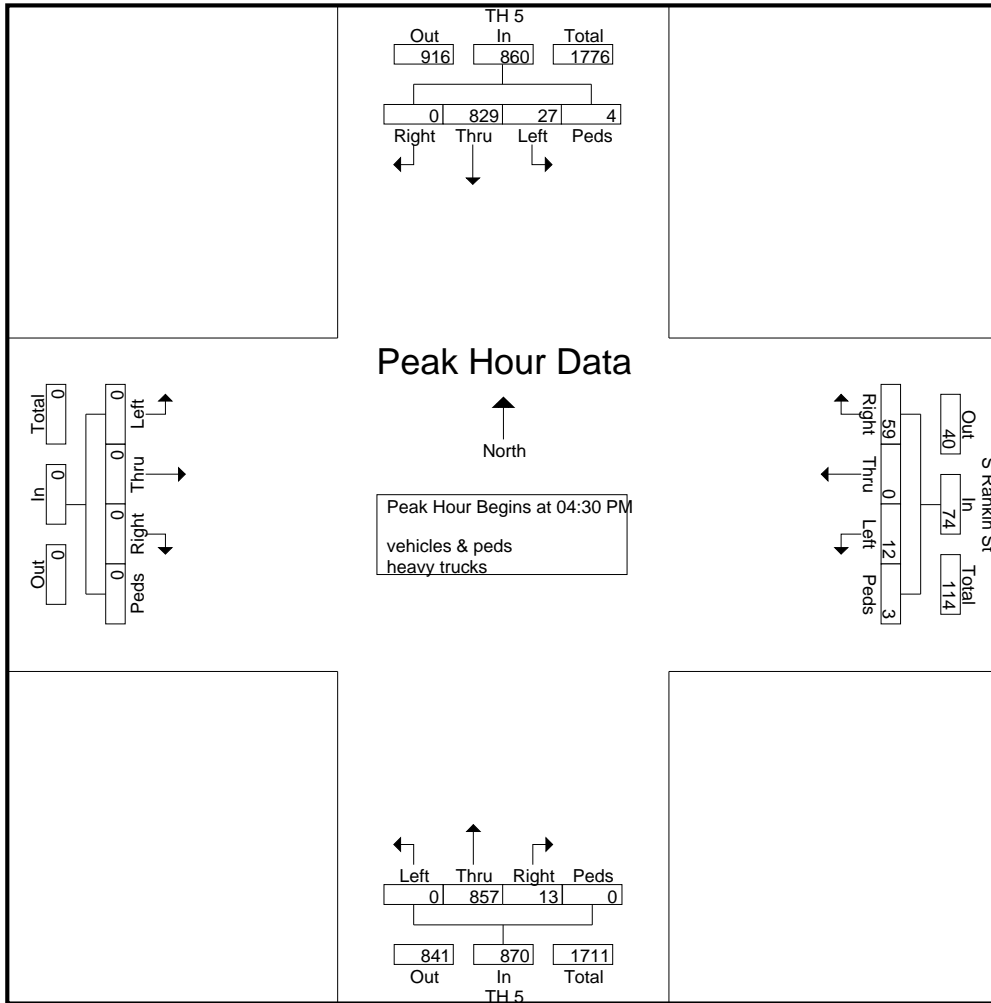 TH 5
Out In Total
916 860 1776
0 829 27 4
Right Thru Left Peds
Peak Hour Data
North
Peak Hour Begins at 04:30 PM
vehicles & peds
heavy trucks
Total In Out
0 0 0
0 0 0 0
Left Thru Right Peds
Right Thru Left Peds
59 0 12 3
Out In Total
40 74 114
S Rankin St
Left Thru Right Peds
0 857 13 0
841 870 1711
Out In Total
TH 5